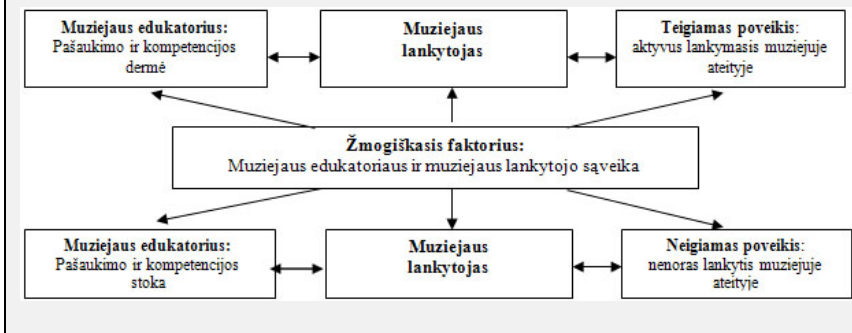 Muziejaus edukatorius:
Pašaukimo ir kompetencijos
dermė
Muziejaus
lankytojas
Teigiamas poveikis:
aktyvus lankymasis muziejuje
ateityje
Žmogiškasis faktorius:
Muziejaus edukatoriaus ir muziejaus lankytojo sąveika
Muziejaus edukatorius:
Pašaukimo ir kompetencijos
stoka
Muziejaus
lankytojas
Neigiamas poveikis:
nenoras lankytis muziejuje
ateityje